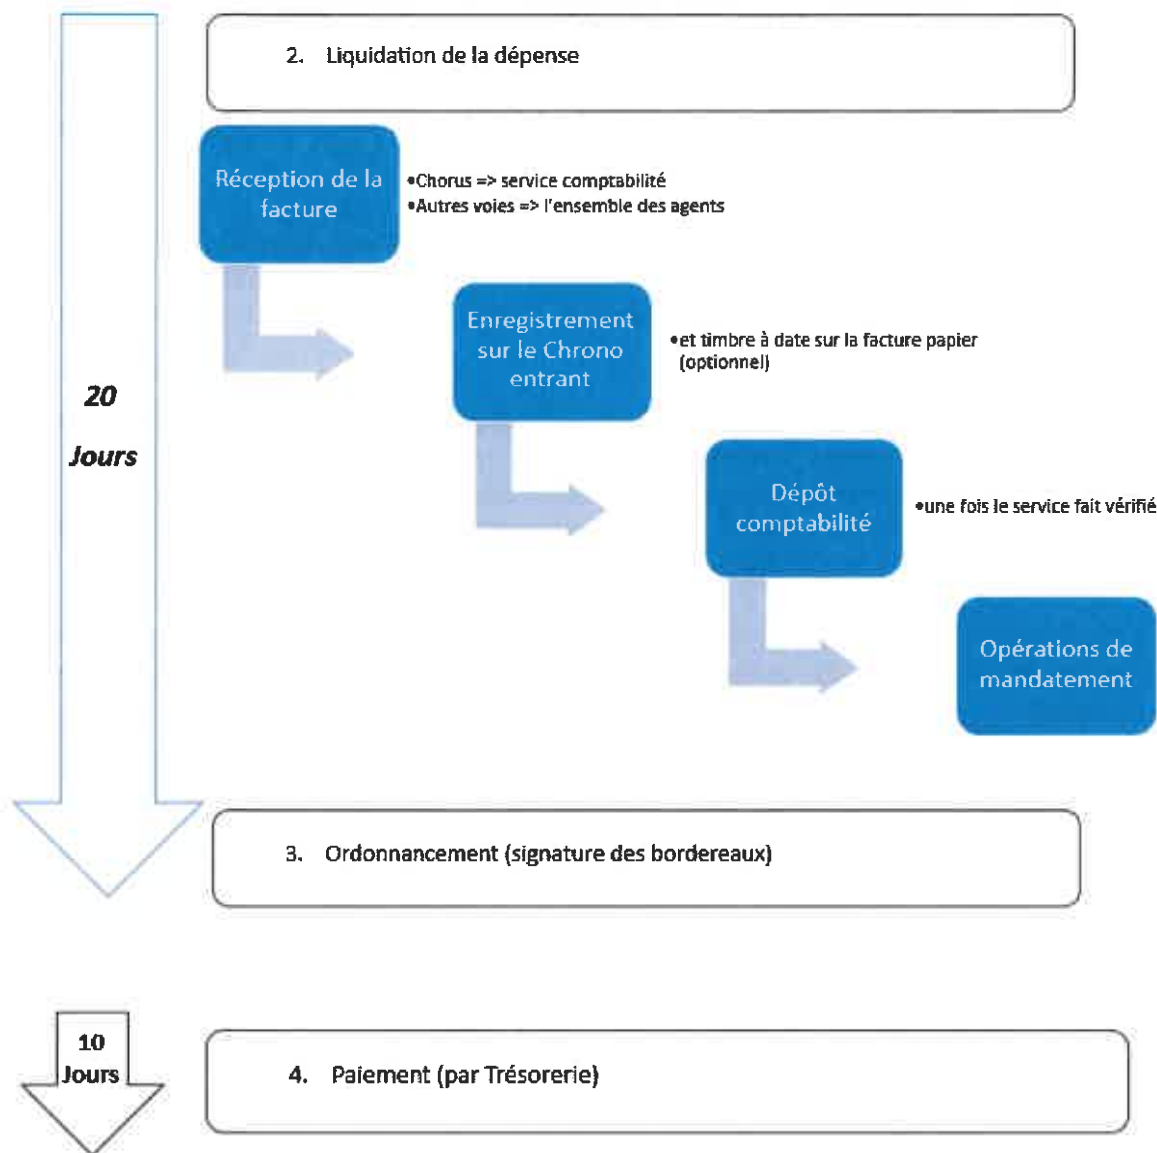 2. Liquidation de la dépense
Réception de la
facture
•Chorus => service comptabilité
•Autres voies => l'ensemble des agents
Enregistrement
sur le Chrono
entrant
•et timbre à date sur la facture papier
(optionnel)
20
Jours
Dépôt
comptabilité
•une fois le service fait vérifié
Opérations de
mandatement
3. Ordonnancement (signature des bordereaux)
10
Jours
4. Paiement (par Trésorerie)